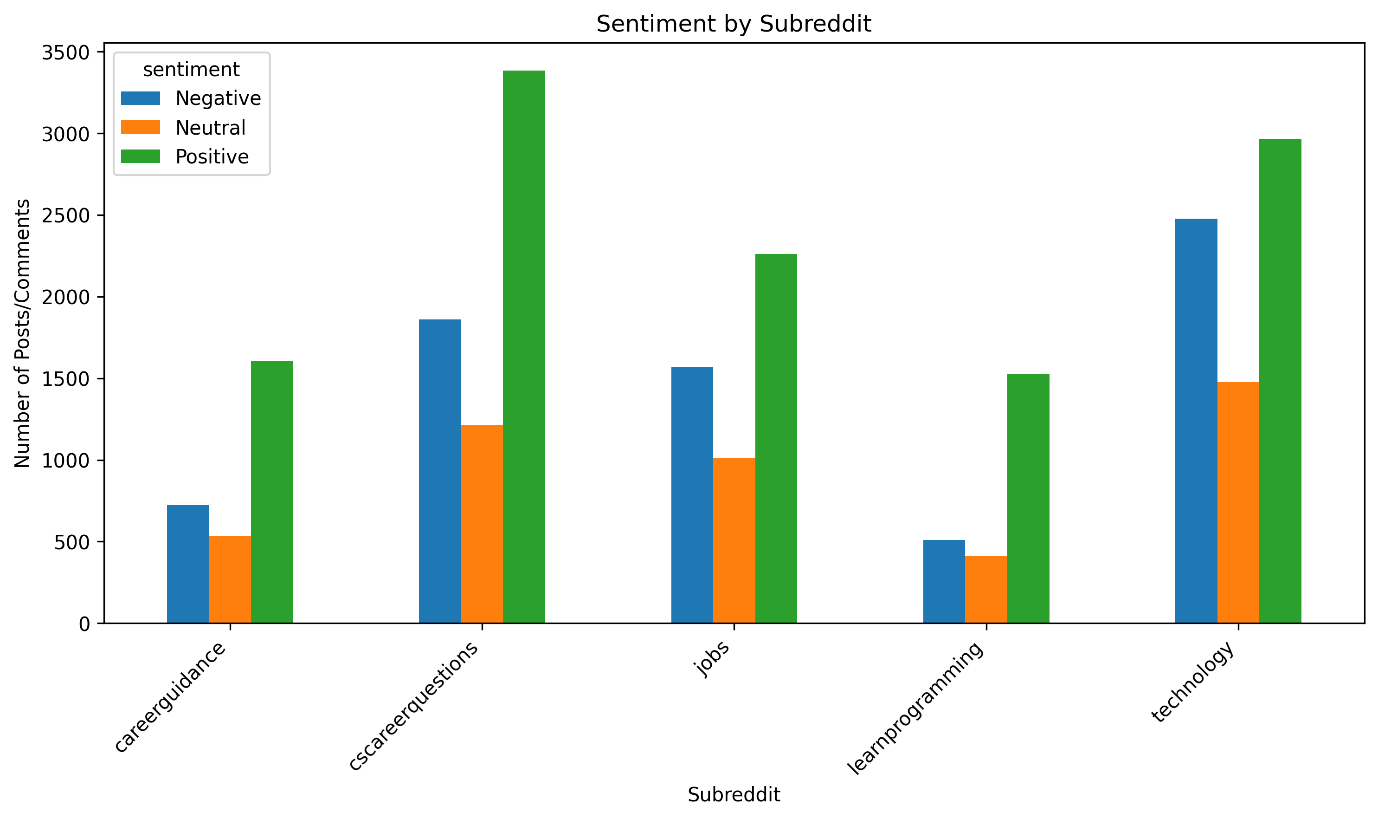 Sentiment by Subreddit
sentiment
Negative
Neutral
Positive
Number of Posts/Comments
3500
3000
2500
2000
1500
1000
500
0
careerguidance
cscareerquestions
jobs
learnprogramming
technology
Subreddit